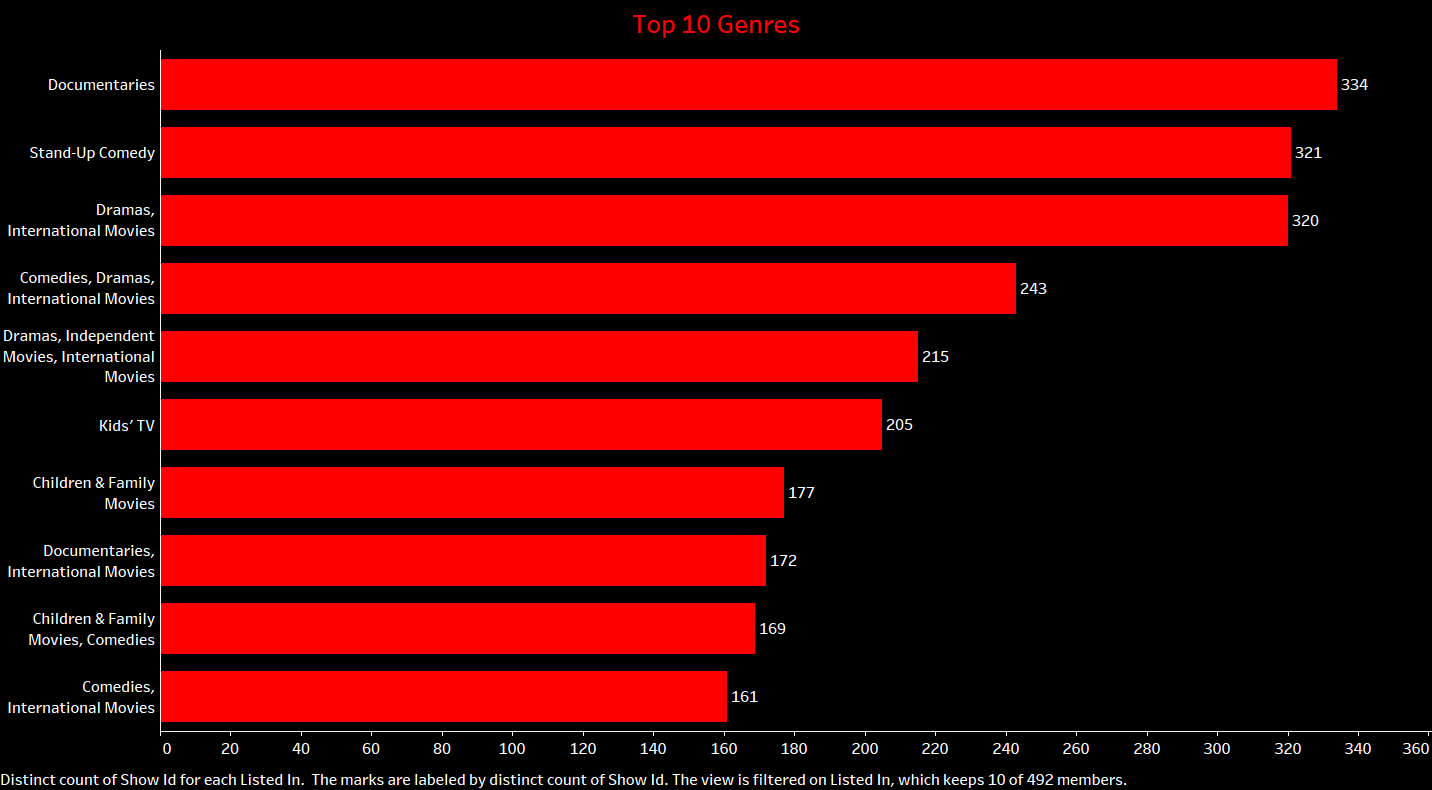 Top 10 Genres
Documentaries
334
Stand-Up Comedy
321
Dramas,
International Movies
320
Comedies, Dramas,
International Movies
243
Dramas, Independent
Movies, International
Movies
215
Kids’ TV
205
Children & Family
Movies
177
Documentaries,
International Movies
172
Children & Family
Movies, Comedies
169
Comedies,
International Movies
161
0 20 40 60 80 100 120 140 160 180 200 220 240 260 280 300 320 340 360
Distinct count of Show Id for each Listed In.  The marks are labeled by distinct count of Show Id. The view is filtered on Listed In, which keeps 10 of 492 members.